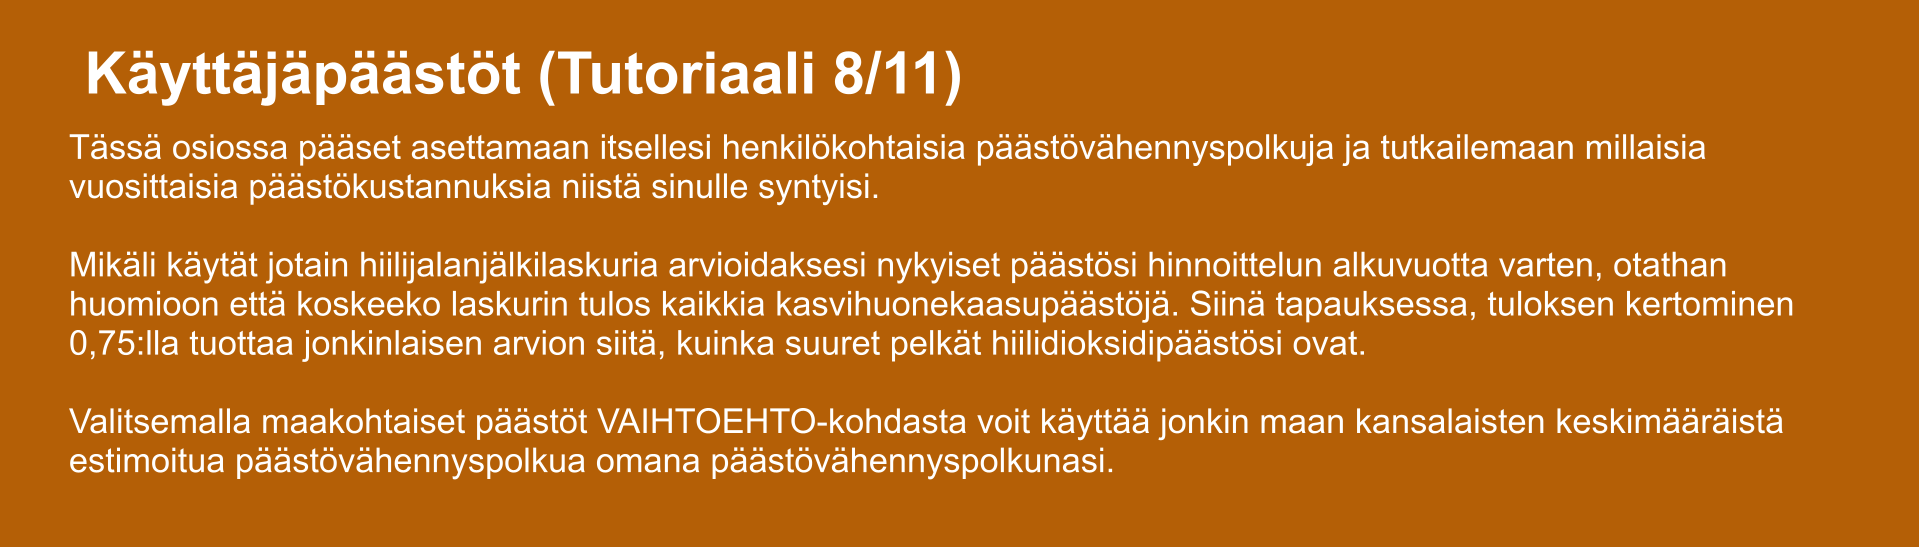 Käyttäjäpäästöt (Tutoriaali 8/11)
Tässä osiossa pääset asettamaan itsellesi henkilökohtaisia päästövähennyspolkuja ja tutkailemaan millaisia
vuosittaisia päästökustannuksia niistä sinulle syntyisi.
Mikäli käytät jotain hiilijalanjälkilaskuria arvioidaksesi nykyiset päästösi hinnoittelun alkuvuotta varten, otathan
huomioon että koskeeko laskurin tulos kaikkia kasvihuonekaasupäästöjä. Siinä tapauksessa, tuloksen kertominen
0,75:lla tuottaa jonkinlaisen arvion siitä, kuinka suuret pelkät hiilidioksidipäästösi ovat.
Valitsemalla maakohtaiset päästöt VAIHTOEHTO-kohdasta voit käyttää jonkin maan kansalaisten keskimääräistä
estimoitua päästövähennyspolkua omana päästövähennyspolkunasi.